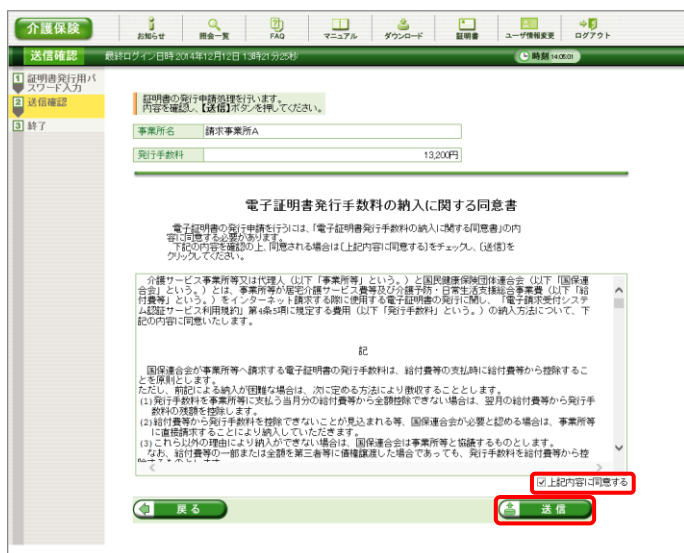 介護保険
お知らせ
照会一覧
FAQ
マニュアル
ダウンロード
証明書
ユーザ情報変更
ログアウト
送信確認
最終ログイン日時 2014年12月12日 13時21分25秒
時刻 14:05:01
1 証明書発行用パ
スワード入力
2 送信確認
3 終了
証明書の発行申請処理を行います。
内容を確認し、【送信】ボタンを押してください。
事業所名 請求事業所A
発行手数料 13,200円
電子証明書発行手数料の納入に関する同意書
電子証明書の発行申請を行うには、「電子証明書発行手数料の納入に関する同意書」の内
容に同意する必要があります。
下記の内容を確認の上、同意される場合は〔上記内容に同意する〕をチェックし、〔送信〕を
クリックしてください。
介護サービス事業所等又は代理人(以下「事業所等」という。)と国民健康保険団体連合会(以下「国保連
合会」という。)とは、事業所等が居宅介護サービス費等及び介護予防・日常生活支援総合事業費(以下「給
付費等」という。)をインターネット請求する際に使用する電子証明書の発行に関し、「電子請求受付システ
ム認証サービス利用規約」第4条5項に規定する費用(以下「発行手数料」という。)の納入方法について、下
記の内容に同意いたします。
記
国保連合会が事業所等へ請求する電子証明書の発行手数料は、給付費等の支払時に給付費等から控除するこ
とを原則とします。
ただし、前記による納入が困難な場合は、次に定める方法により徴収することとします。
(1)発行手数料を事業所等に支払う当月分の給付費等から全額控除できない場合は、翌月の給付費等から発行手
数料の残額を控除します。
(2)給付費等から発行手数料を控除できないことが見込まれる等、国保連合会が必要と認める場合は、事業所等
に直接請求することにより納入していただきます。
(3)これら以外の理由により納入ができない場合は、国保連合会は事業所等と協議するものとします。
なお、給付費等の一部または全額を第三者等に債権譲渡した場合であっても、発行手数料を給付費等から控
除するものとします
上記内容に同意する
戻る
送信